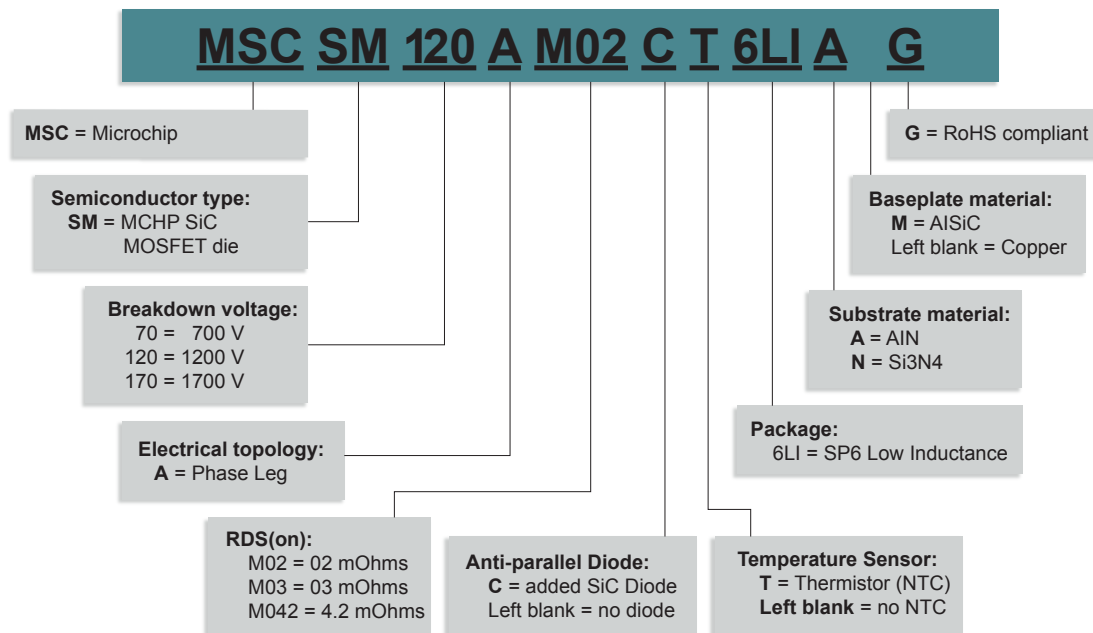 MSC SM 120 A M02 C T 6LI A G
MSC = Microchip
G = RoHS compliant
Semiconductor type:
SM = MCHP SiC
MOSFET die
Baseplate material:
M = AlSiC
Left blank = Copper
Breakdown voltage:
70 = 700 V
120 = 1200 V
170 = 1700 V
Substrate material:
A = AlN
N = Si3N4
Electrical topology:
A = Phase Leg
Package:
6LI = SP6 Low Inductance
RDS(on):
M02 = 02 mOhms
M03 = 03 mOhms
M042 = 4.2 mOhms
Anti-parallel Diode:
C = added SiC Diode
Left blank = no diode
Temperature Sensor:
T = Thermistor (NTC)
Left blank = no NTC